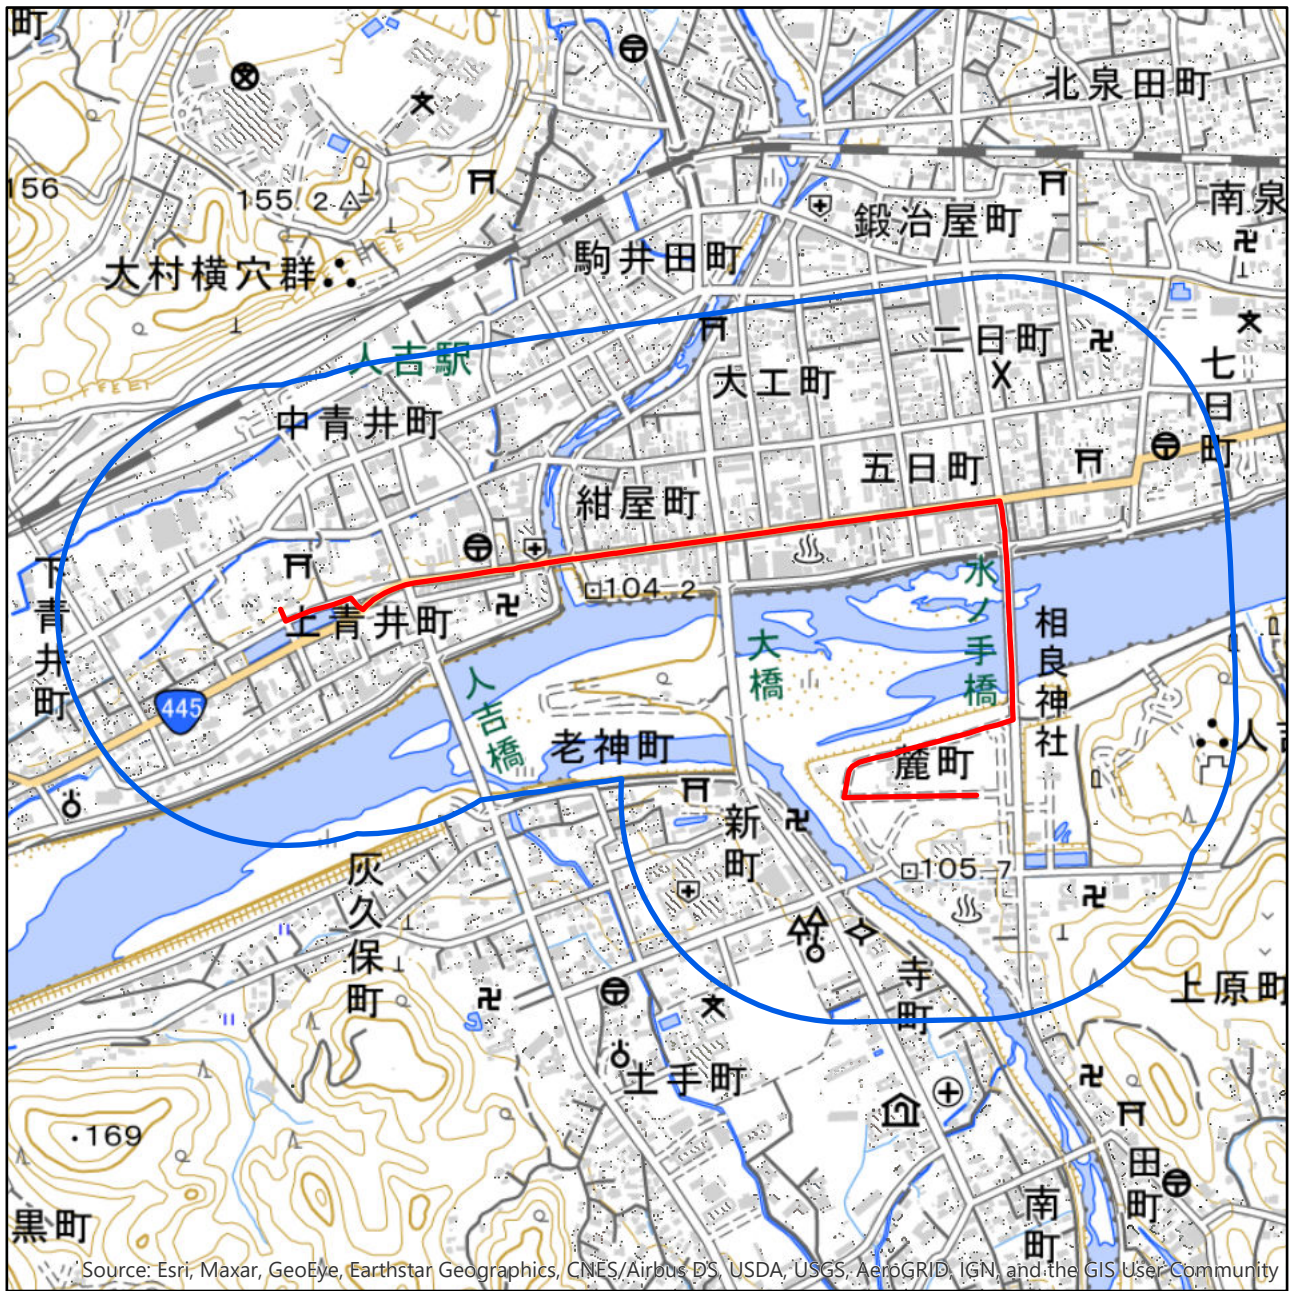 町
北泉田町
156
155.2
南泉
鍛冶屋町
駒井田町
大村横穴群
人吉駅
二日町
七日町
大工町
中青井町
五日町
紺屋町
下青井町
104.2
水ノ手橋
上青井町
相良神社
大橋
人吉橋
445
老神町
麓町
人吉
新町
105.7
灰久保町
寺町
上原町
土手町
169
田町
南町
黒町
Source: Esri, Maxar, GeoEye, Earthstar Geographics, CNES/Airbus DS, USDA, USGS, AeroGRID, IGN, and the GIS User Community